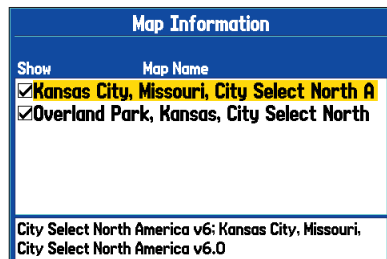 Map Information
Show Map Name
Kansas City, Missouri, City Select North A
Overland Park, Kansas, City Select North
City Select North America v6; Kansas City, Missouri,
City Select North America v6.0